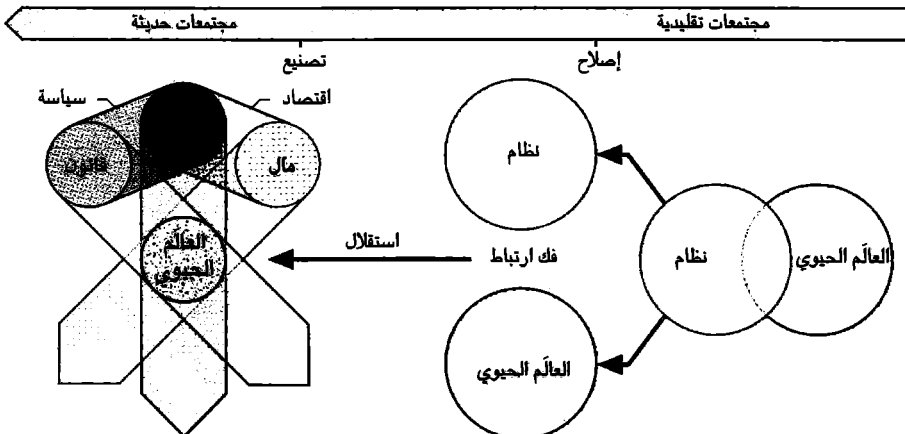 مجتمعات تقليدية
مجتمعات حديثة
إصلاح
تصنيع
اقتصاد
سياسة
نظام
مال
قانون
العالَم الحيوي
نظام
فك ارتباط
استقلال
العالَم
الحيوي
العالَم الحيوي